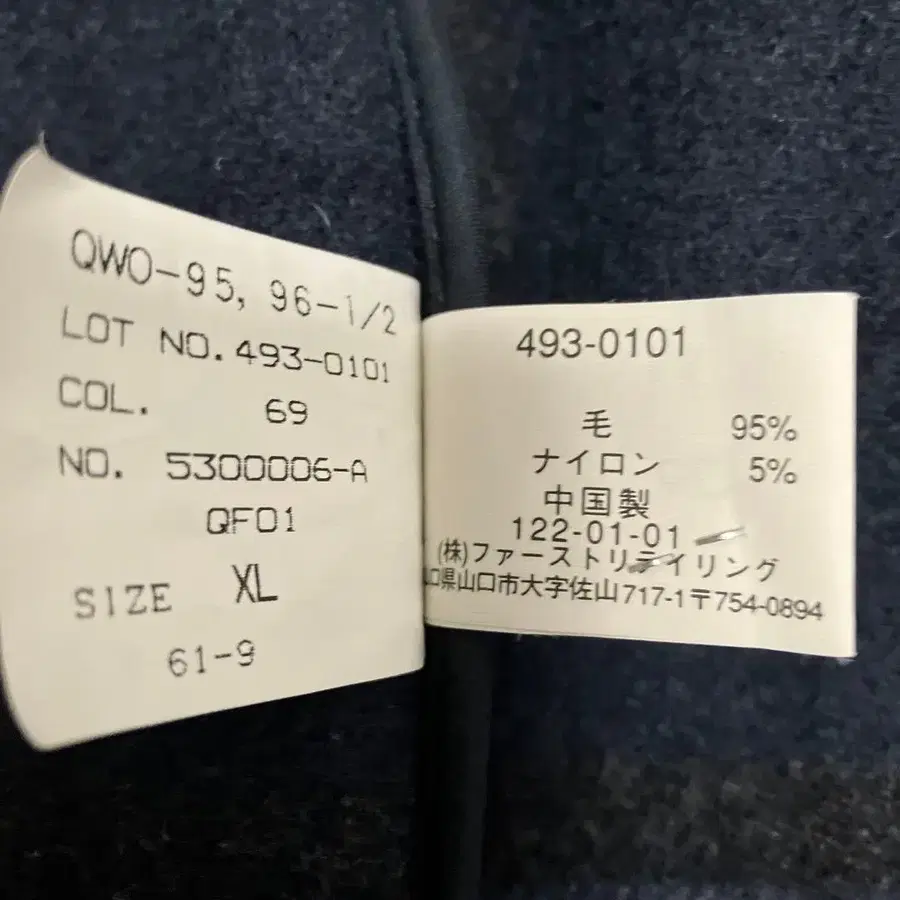 QWO-95, 96-1/2
LOT NO. 493-0101
COL. 69
NO. 5300006-A
QF01
SIZE XL
61-9
493-0101
毛 95%
ナイロン 5%
中国製
122-01-01
(株)ファーストリテイリング
口県山口市大字佐山717-1〒754-0894